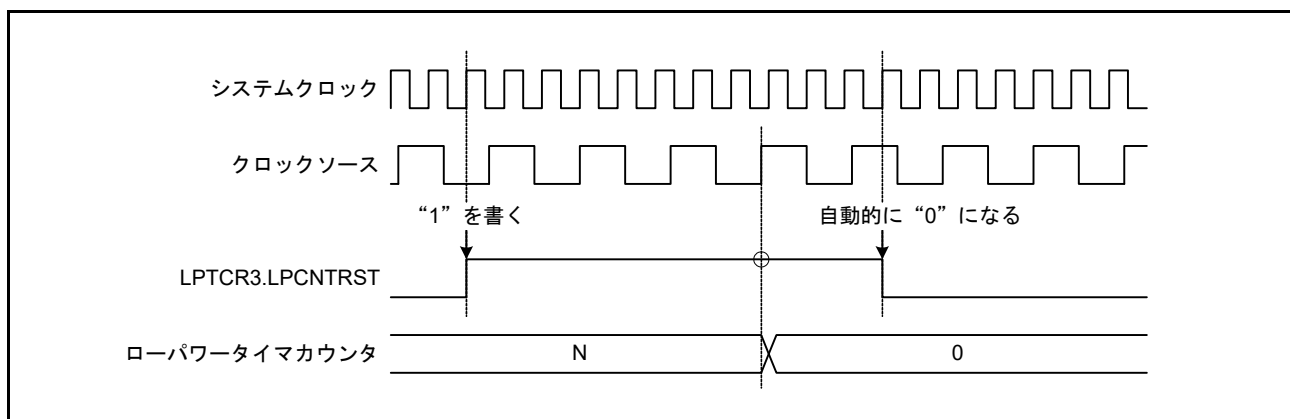 システムクロック
クロックソース
“1”を書く 自動的に“0”になる
LPTCR3.LPCNTRST
ローパワータイマカウンタ N 0